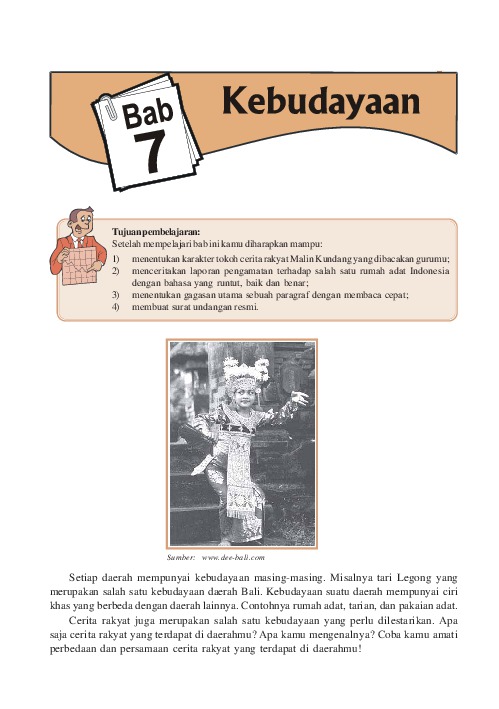 Bab
7
Kebudayaan
Tujuan pembelajaran:
Setelah mempelajari bab ini kamu diharapkan mampu:
1) menentukan karakter tokoh cerita rakyat Malin Kundang yang dibacakan gurumu;
2) menceritakan laporan pengamatan terhadap salah satu rumah adat Indonesia
dengan bahasa yang runtut, baik dan benar;
3) menentukan gagasan utama sebuah paragraf dengan membaca cepat;
4) membuat surat undangan resmi.
Sumber: www.dee-bali.com
Setiap daerah mempunyai kebudayaan masing-masing. Misalnya tari Legong yang
merupakan salah satu kebudayaan daerah Bali. Kebudayaan suatu daerah mempunyai ciri
khas yang berbeda dengan daerah lainnya. Contohnya rumah adat, tarian, dan pakaian adat.
Cerita rakyat juga merupakan salah satu kebudayaan yang perlu dilestarikan. Apa
saja cerita rakyat yang terdapat di daerahmu? Apa kamu mengenalnya? Coba kamu amati
perbedaan dan persamaan cerita rakyat yang terdapat di daerahmu!